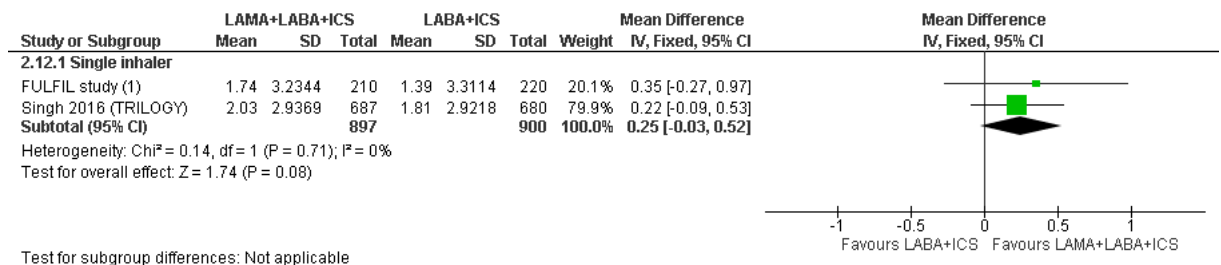 LAMA+LABA+ICS LABA+ICS Mean Difference Mean Difference
Study or Subgroup Mean SD Total Mean SD Total Weight IV, Fixed, 95% CI IV, Fixed, 95% CI
2.12.1 Single inhaler
FULFIL study (1) 1.74 3.2344 210 1.39 3.3114 220 20.1% 0.35 [-0.27, 0.97]
Singh 2016 (TRILOGY) 2.03 2.9369 687 1.81 2.9218 680 79.9% 0.22 [-0.09, 0.53]
Subtotal (95% CI) 897 900 100.0% 0.25 [-0.03, 0.52]
Heterogeneity: Chi² = 0.14, df = 1 (P = 0.71); I² = 0%
Test for overall effect: Z = 1.74 (P = 0.08)
-1 -0.5 0 0.5 1
Favours LABA+ICS Favours LAMA+LABA+ICS
Test for subgroup differences: Not applicable